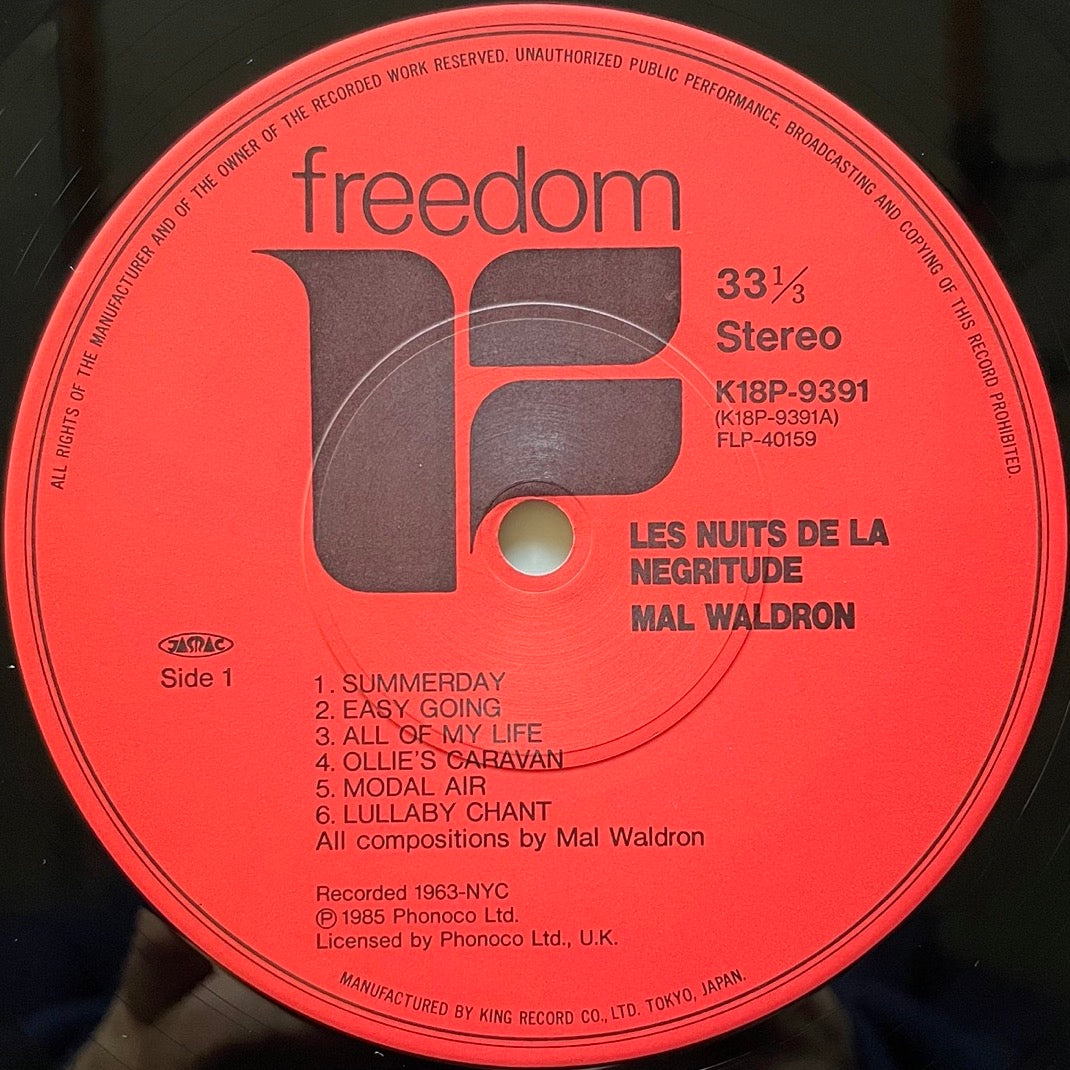 ALL RIGHTS OF THE MANUFACTURER AND OF THE OWNER OF THE RECORDED WORK RESERVED. UNAUTHORIZED PUBLIC PERFORMANCE, BROADCASTING AND COPYING OF THIS RECORD PROHIBITED.
freedom
33 1/3
Stereo
K18P-9391
(K18P-9391A)
FLP-40159
LES NUITS DE LA
NEGRITUDE
MAL WALDRON
JASRAC
Side 1
1. SUMMERDAY
2. EASY GOING
3. ALL OF MY LIFE
4. OLLIE'S CARAVAN
5. MODAL AIR
6. LULLABY CHANT
All compositions by Mal Waldron
Recorded 1963-NYC
℗ 1985 Phonoco Ltd.
Licensed by Phonoco Ltd., U.K.
MANUFACTURED BY KING RECORD CO., LTD. TOKYO, JAPAN.